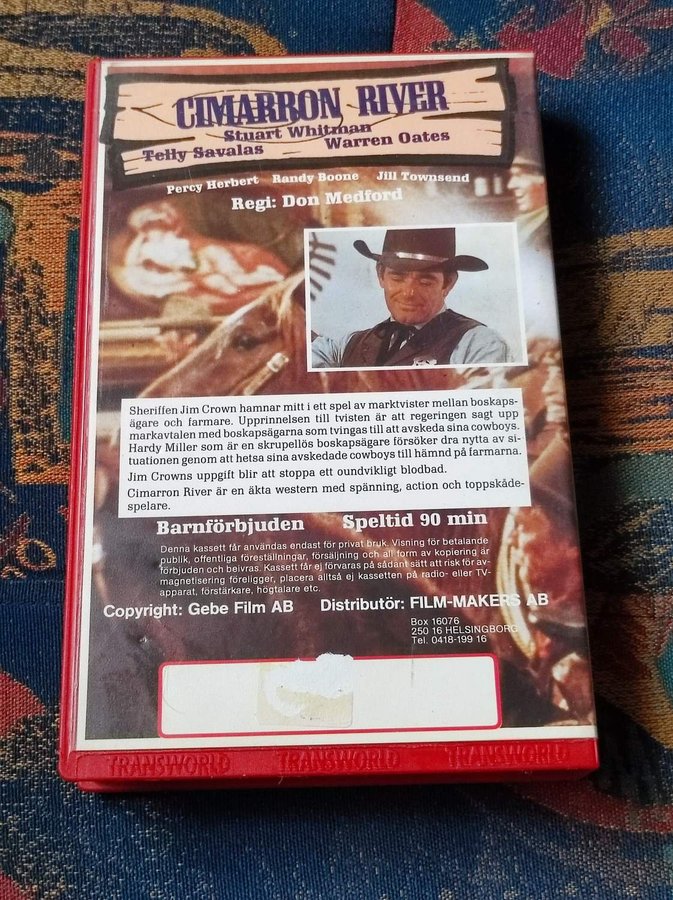 CIMARRON RIVER
Stuart Whitman
Telly Savalas Warren Oates
Percy Herbert Randy Boone Jill Townsend
Regi: Don Medford
Sheriffen Jim Crown hamnar mitt i ett spel av marktvister mellan boskaps-
ägare och farmare. Upprinnelsen till tvisten är att regeringen sagt upp
markavtalen med boskapsägarna som tvingas till att avskeda sina cowboys.
Hardy Miller som är en skrupellös boskapsägare försöker dra nytta av si-
tuationen genom att hetsa sina avskedade cowboys till hämnd på farmarna.
Jim Crowns uppgift blir att stoppa ett oundvikligt blodbad.
Cimarron River är en äkta western med spänning, action och toppskåde-
spelare.
Barnförbjuden Speltid 90 min
Denna kassett får användas endast för privat bruk. Visning för betalande
publik, offentliga föreställningar, försäljning och all form av kopiering är
förbjuden och beivras. Kassett får ej förvaras på sådant sätt att risk för av-
magnetisering föreligger, placera alltså ej kassetten på radio- eller TV-
apparat, förstärkare, högtalare etc.
Copyright: Gebe Film AB Distributör: FILM-MAKERS AB
Box 16076
250 16 HELSINGBORG
Tel. 0418-199 16
TRANSWORLD TRANSWORLD TRANSWORLD